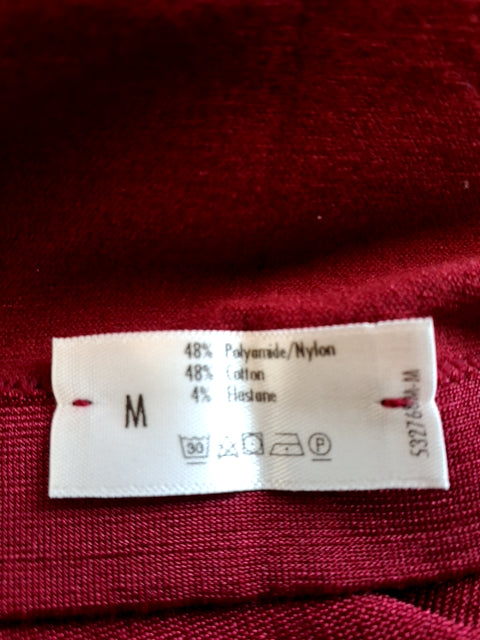 48% Polyamide/Nylon
48% Cotton
4% Elastane
M
30
P